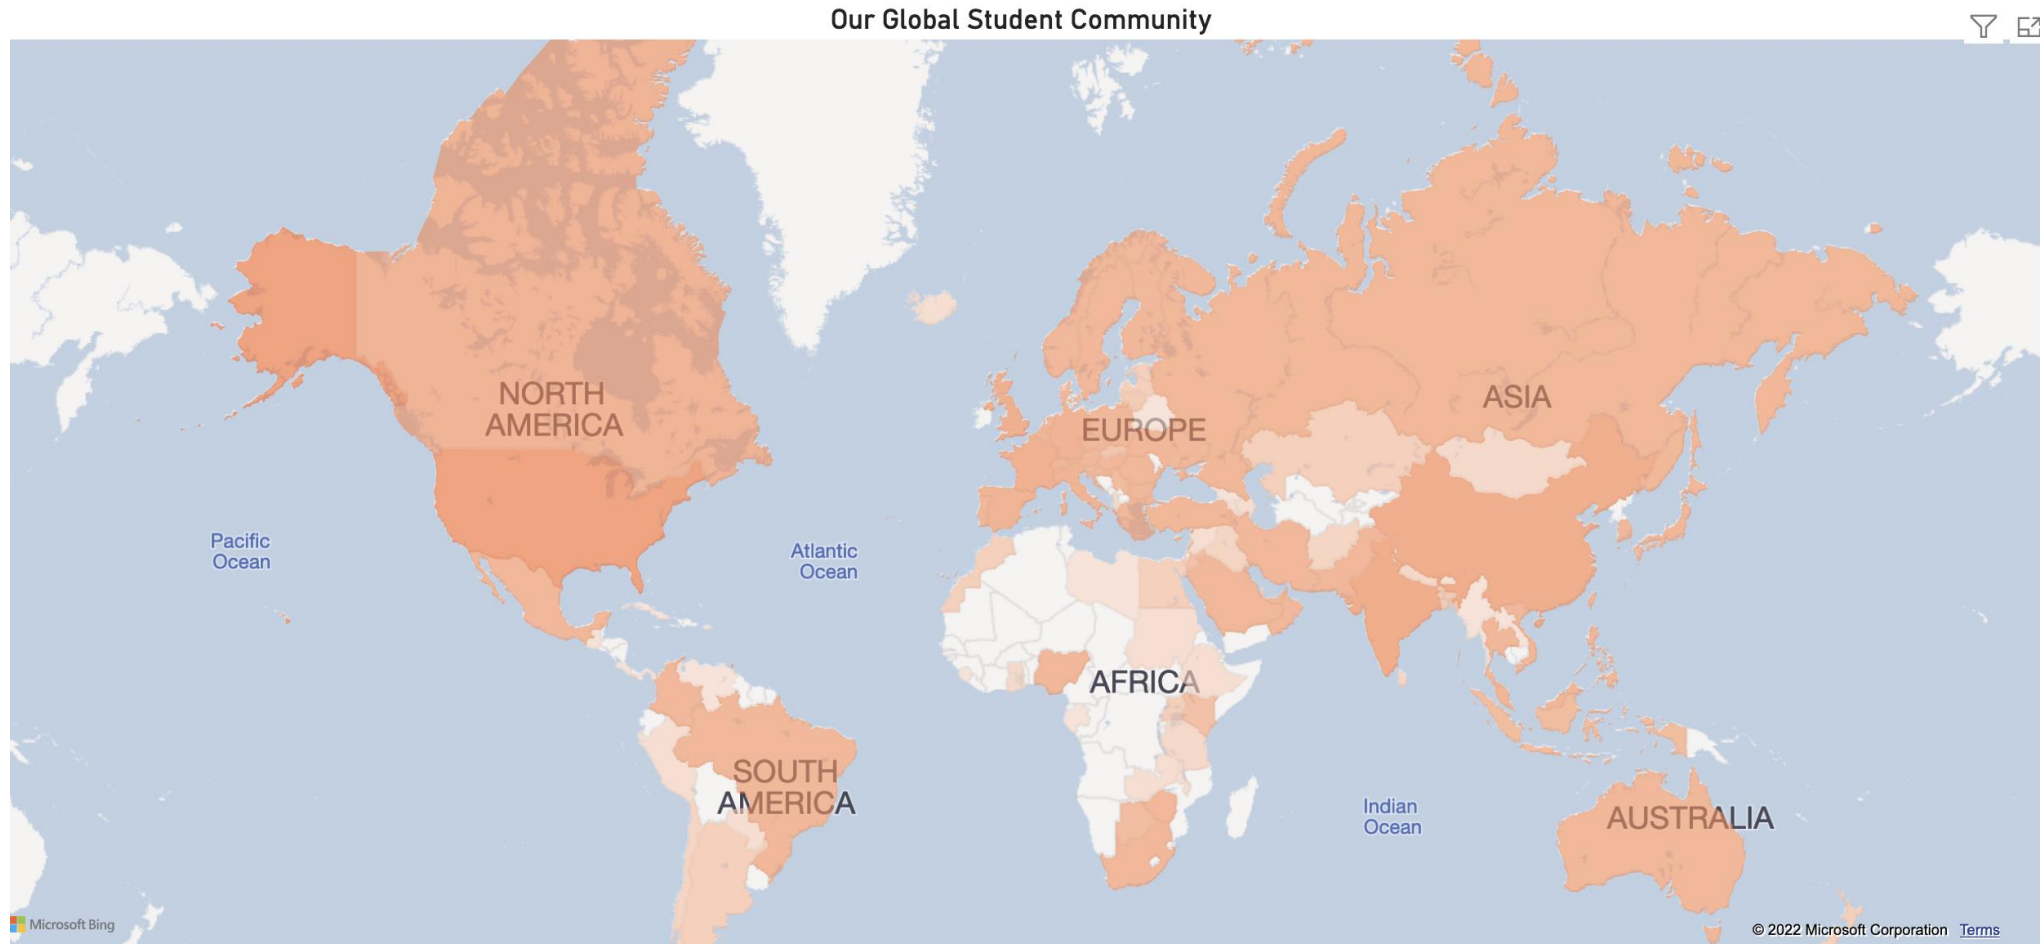 Our Global Student Community
NORTH
AMERICA
EUROPE
ASIA
Pacific
Ocean
Atlantic
Ocean
AFRICA
SOUTH
AMERICA
Indian
Ocean
AUSTRALIA
Microsoft Bing
© 2022 Microsoft Corporation Terms